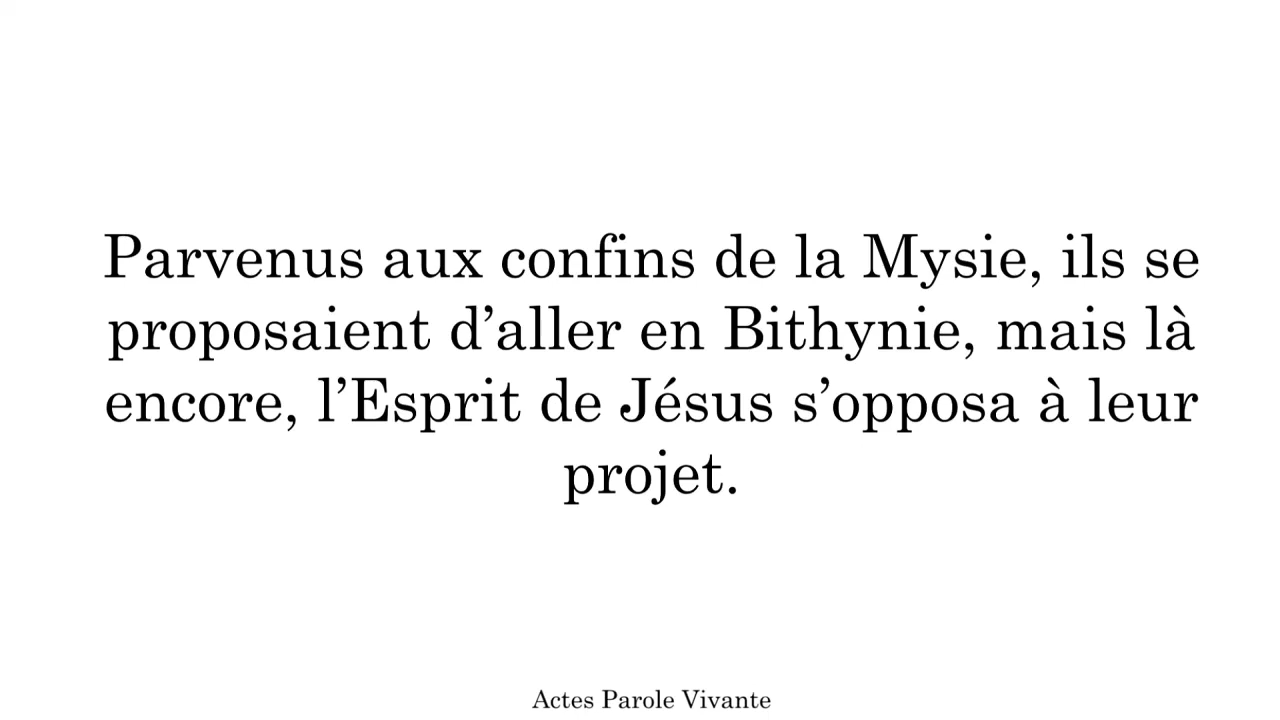 Parvenus aux confins de la Mysie, ils se
proposaient d’aller en Bithynie, mais là
encore, l’Esprit de Jésus s’opposa à leur
projet.
Actes Parole Vivante